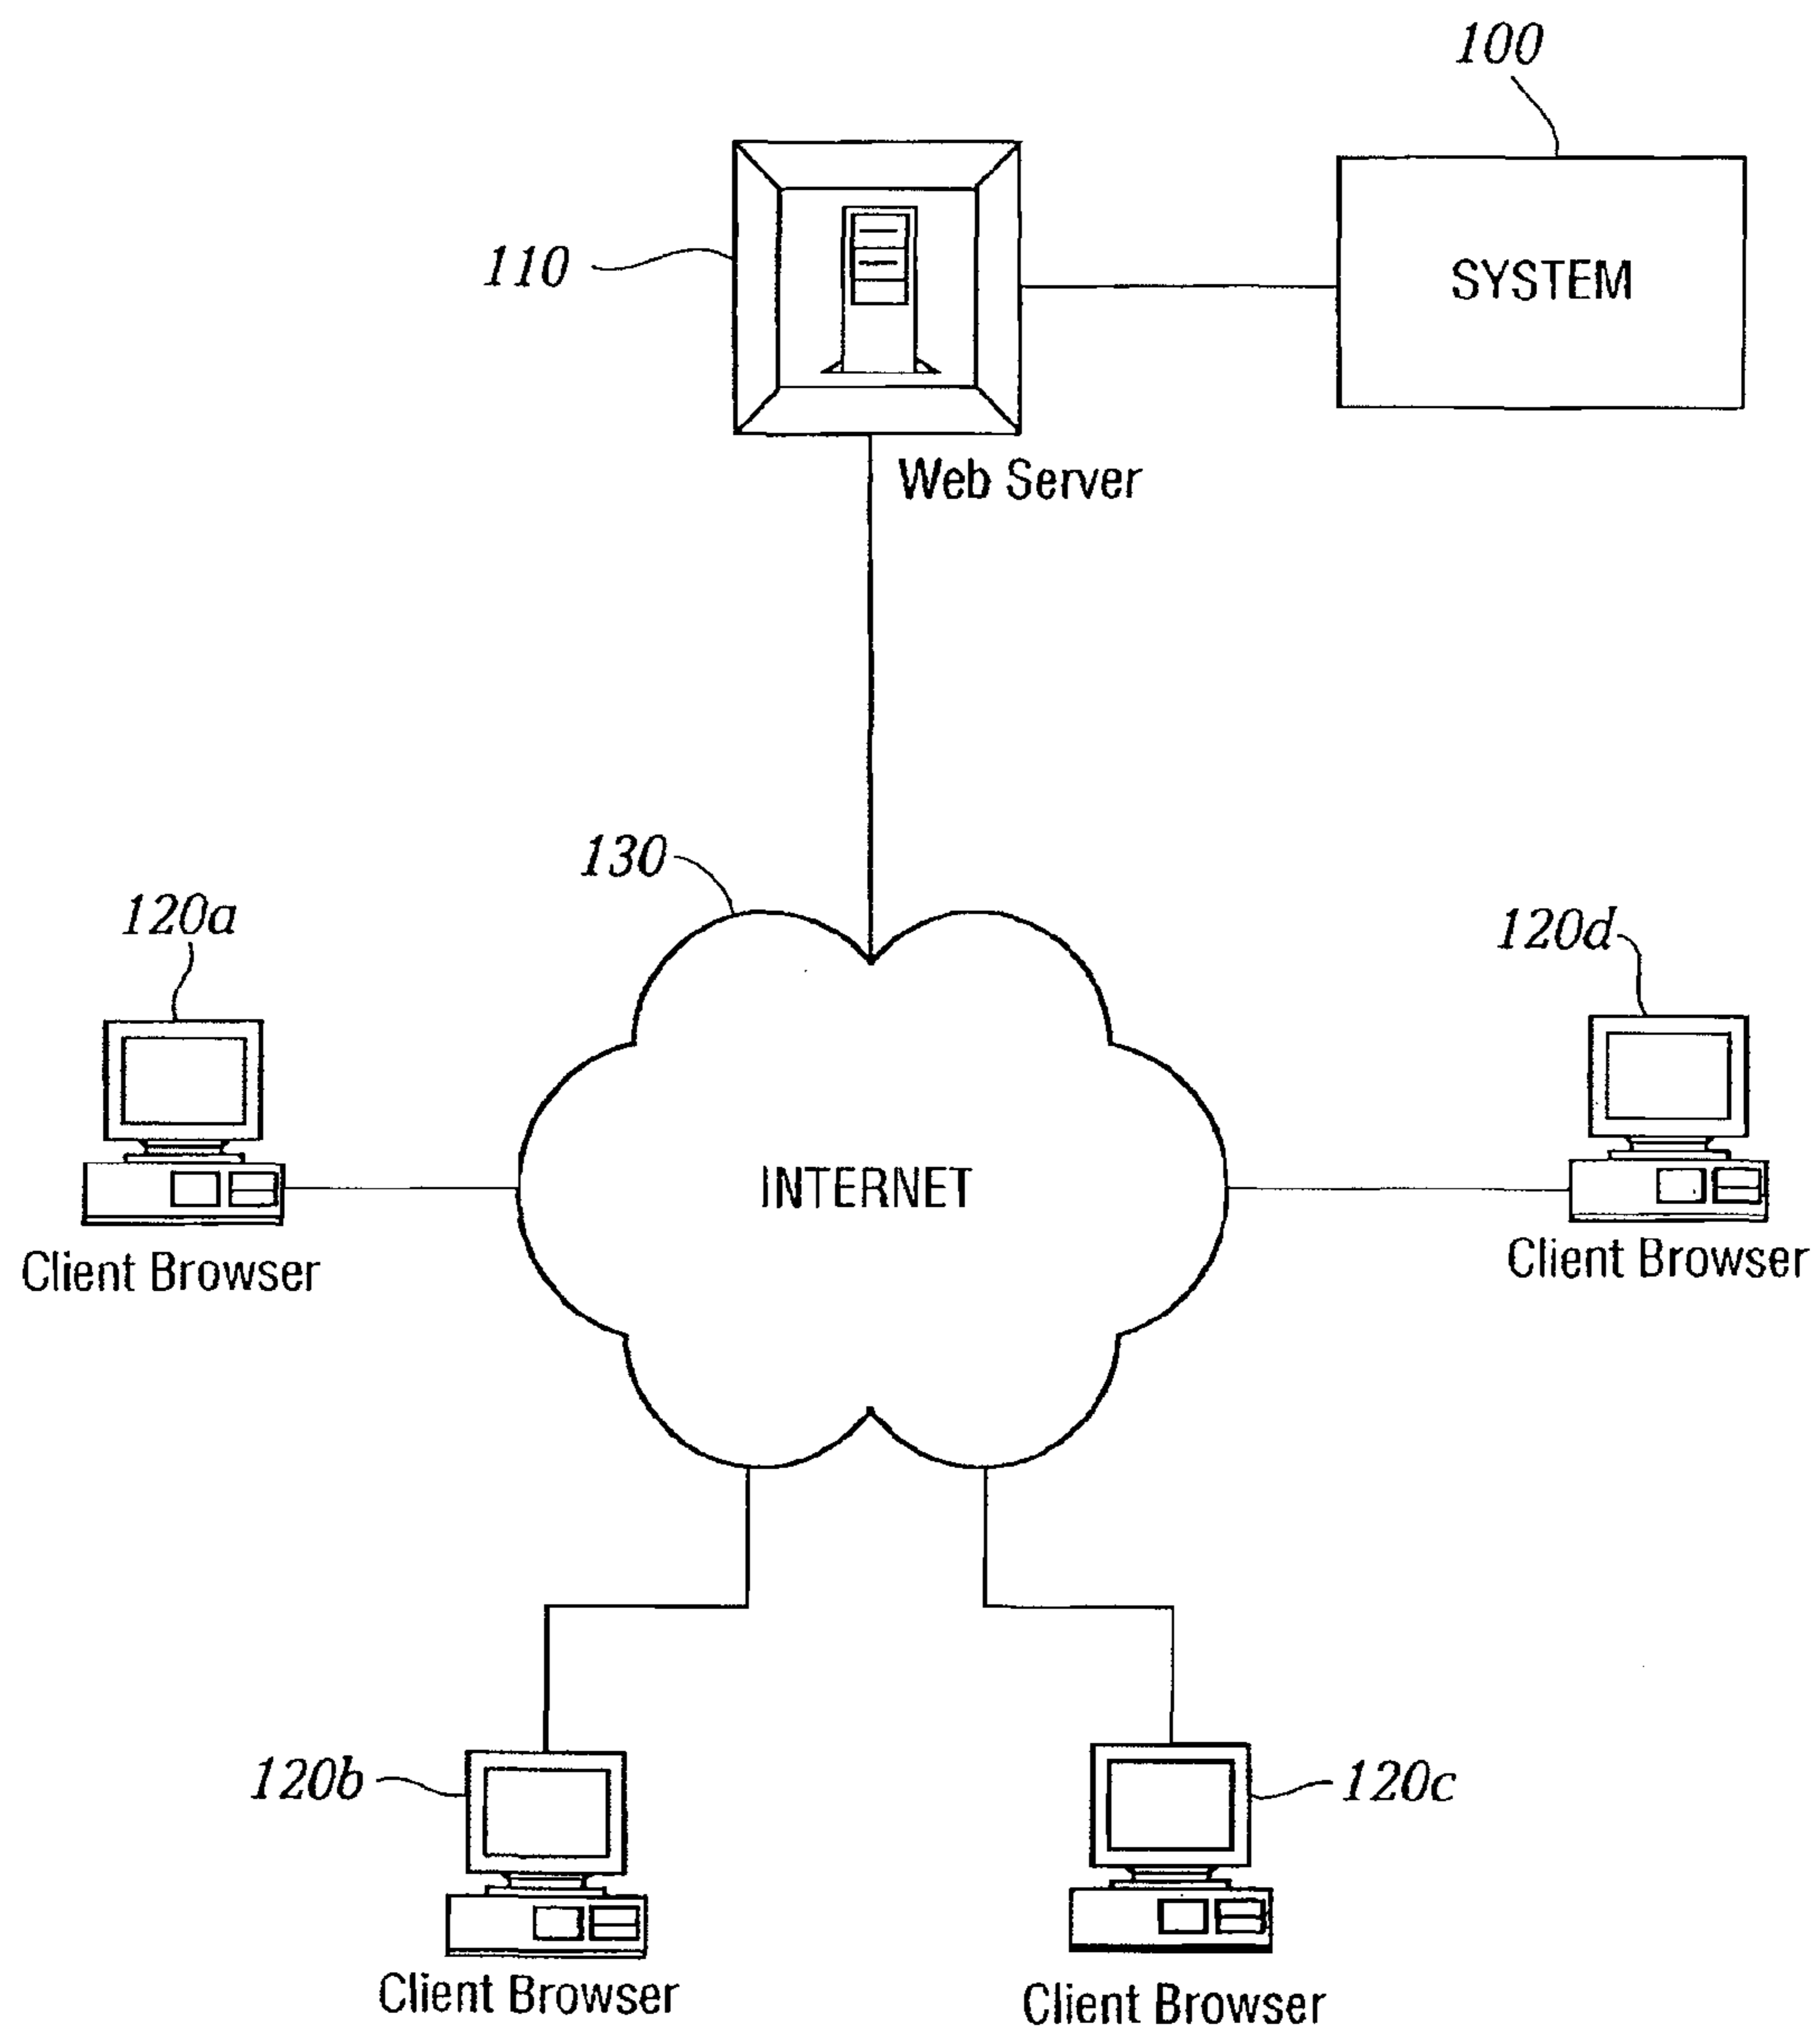 100
110
SYSTEM
Web Server
130
120a
120d
INTERNET
Client Browser
Client Browser
120b
120c
Client Browser
Client Browser